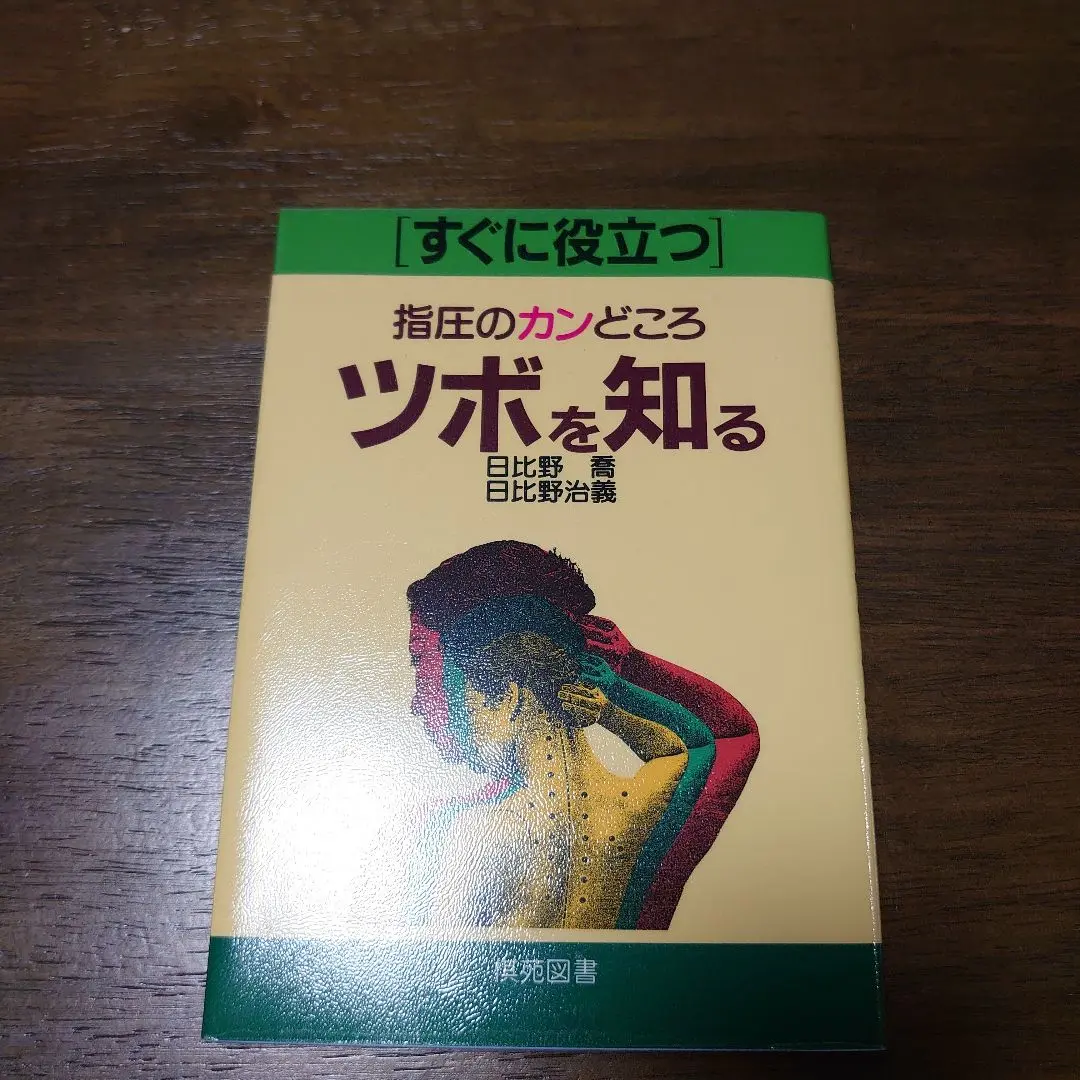 [すぐに役立つ]
指圧のカンどころ
ツボを知る
日比野 喬
日比野治義
棋苑図書